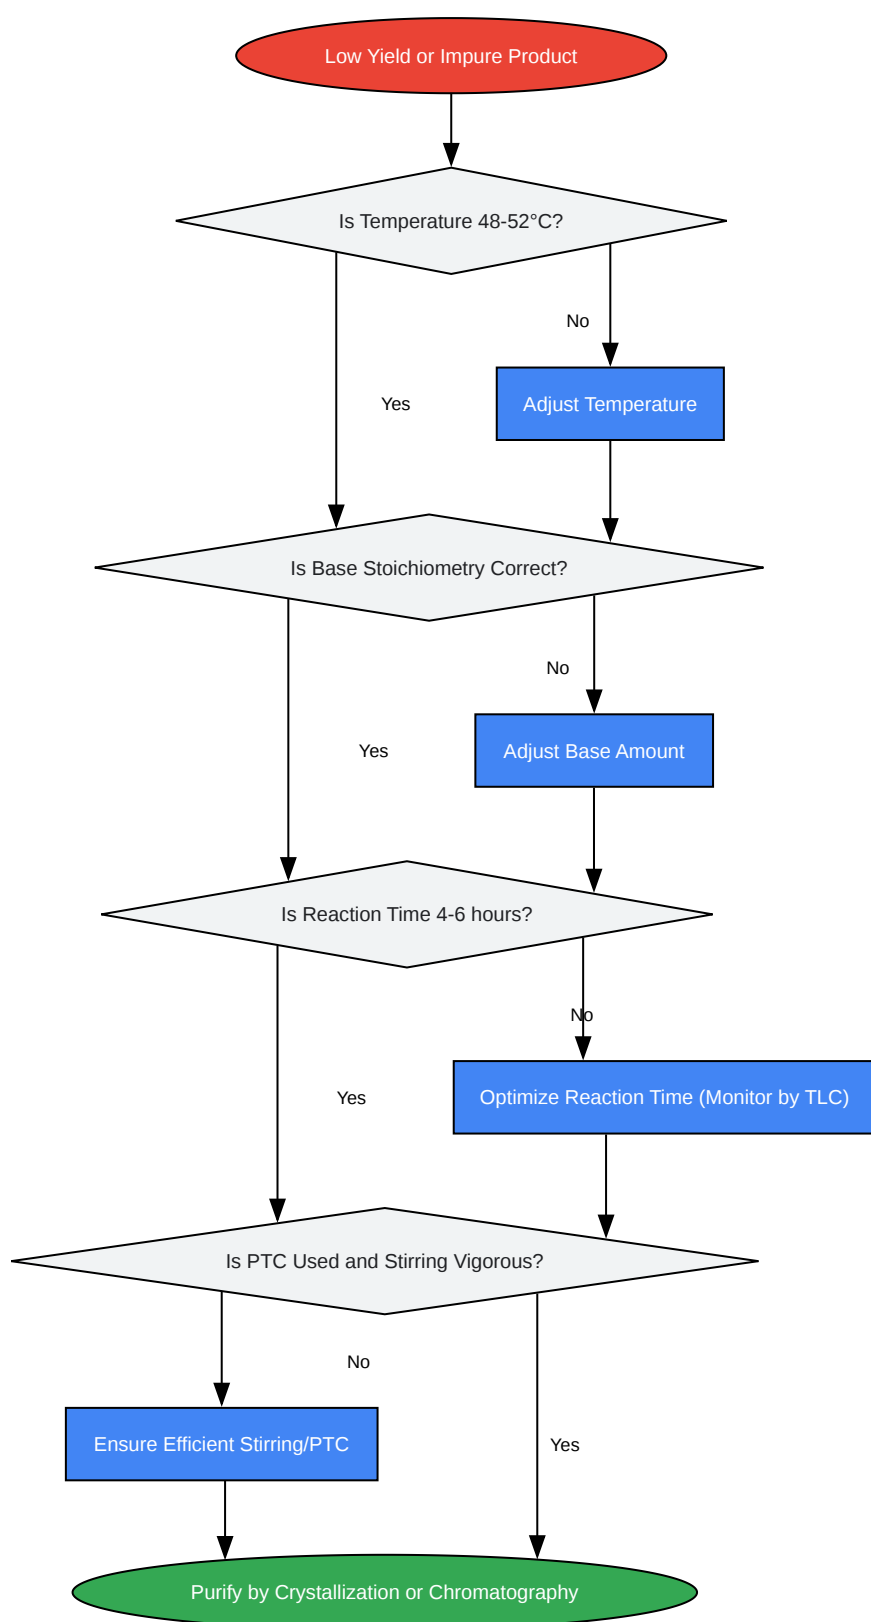 Low Yield or Impure Product
Is Temperature 48-52°C?
No
Yes
Adjust Temperature
Is Base Stoichiometry Correct?
No
Yes
Adjust Base Amount
Is Reaction Time 4-6 hours?
No
Yes
Optimize Reaction Time (Monitor by TLC)
Is PTC Used and Stirring Vigorous?
No
Ensure Efficient Stirring/PTC
Yes
Purify by Crystallization or Chromatography